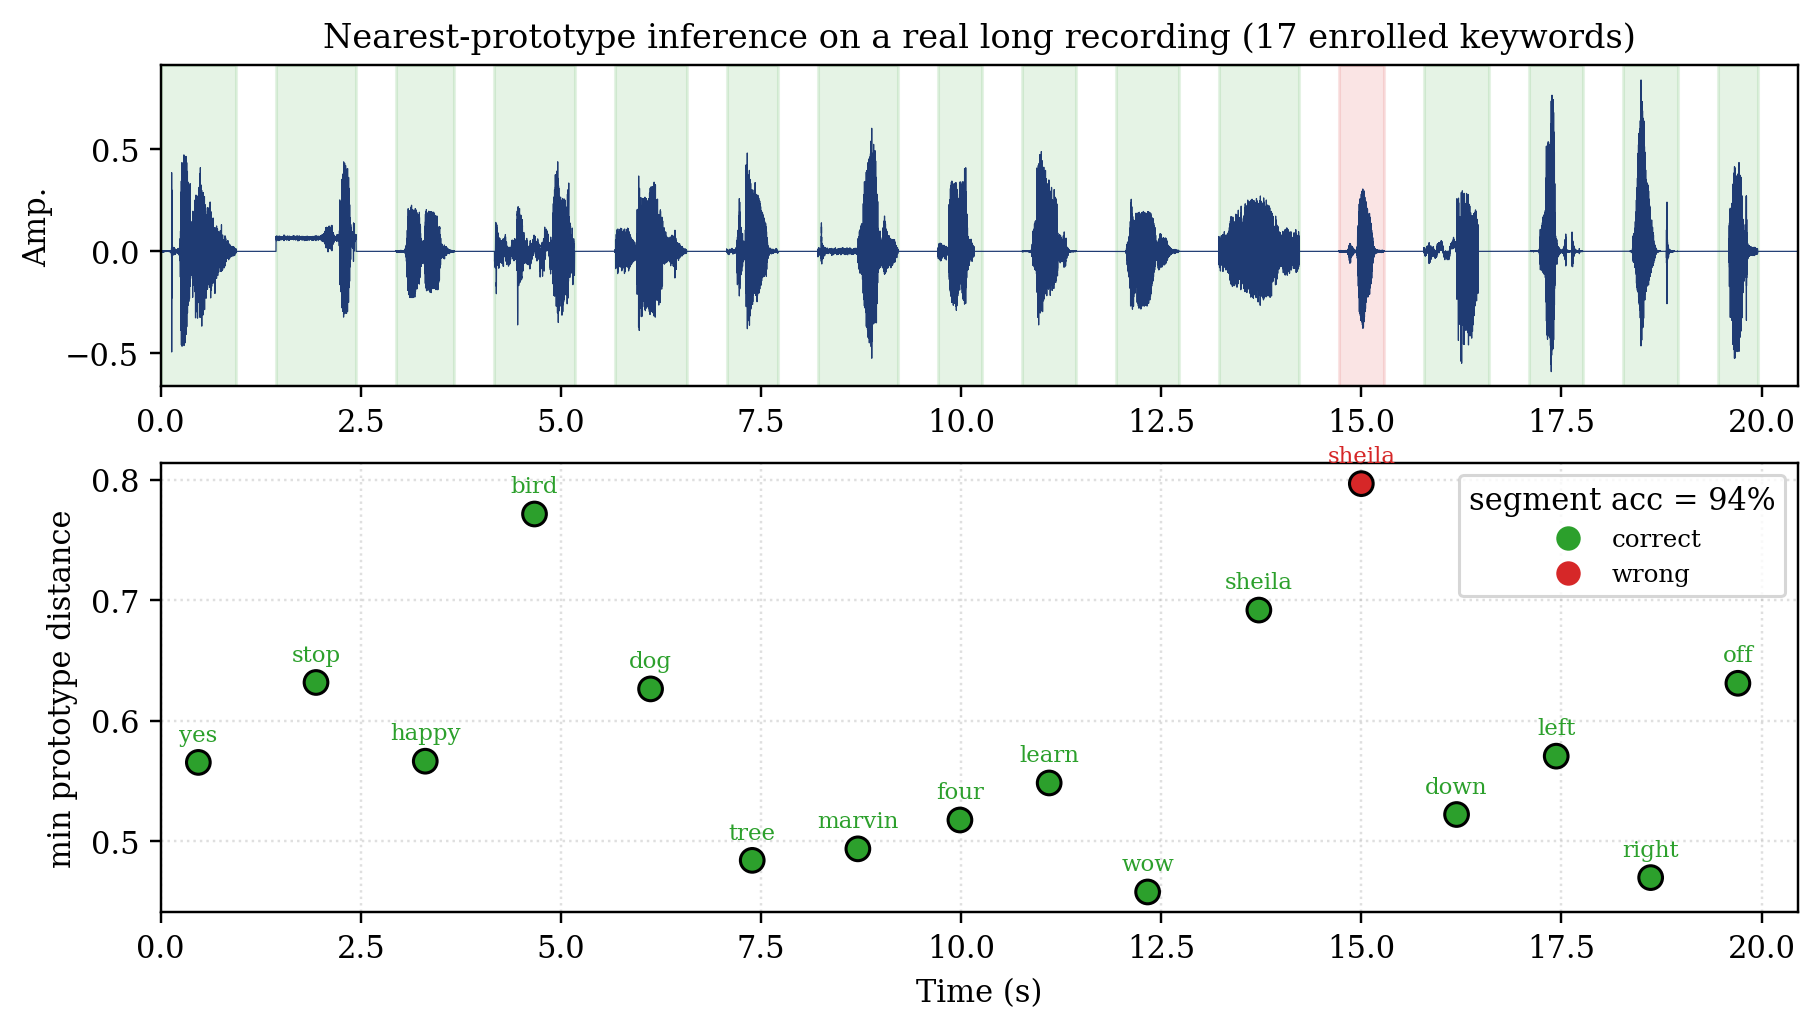 Nearest-prototype inference on a real long recording (17 enrolled keywords)
Amp.
0.5
0.0
−0.5
0.0 2.5 5.0 7.5 10.0 12.5 15.0 17.5 20.0
min prototype distance
0.8
0.7
0.6
0.5
segment acc = 94%
correct
wrong
yes
stop
happy
bird
dog
tree
marvin
four
learn
wow
sheila
sheila
down
left
right
off
0.0 2.5 5.0 7.5 10.0 12.5 15.0 17.5 20.0
Time (s)